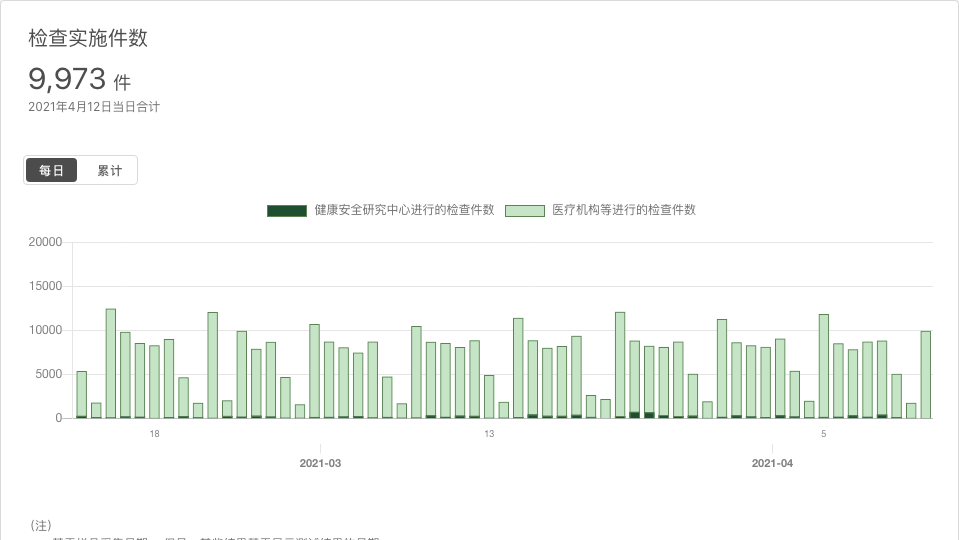 检查实施件数
9,973 件
2021年4月12日当日合计
每日 累计
健康安全研究中心进行的检查件数 医疗机构等进行的检查件数
20000
15000
10000
5000
0
18 13 5
2021-03 2021-04
(注)